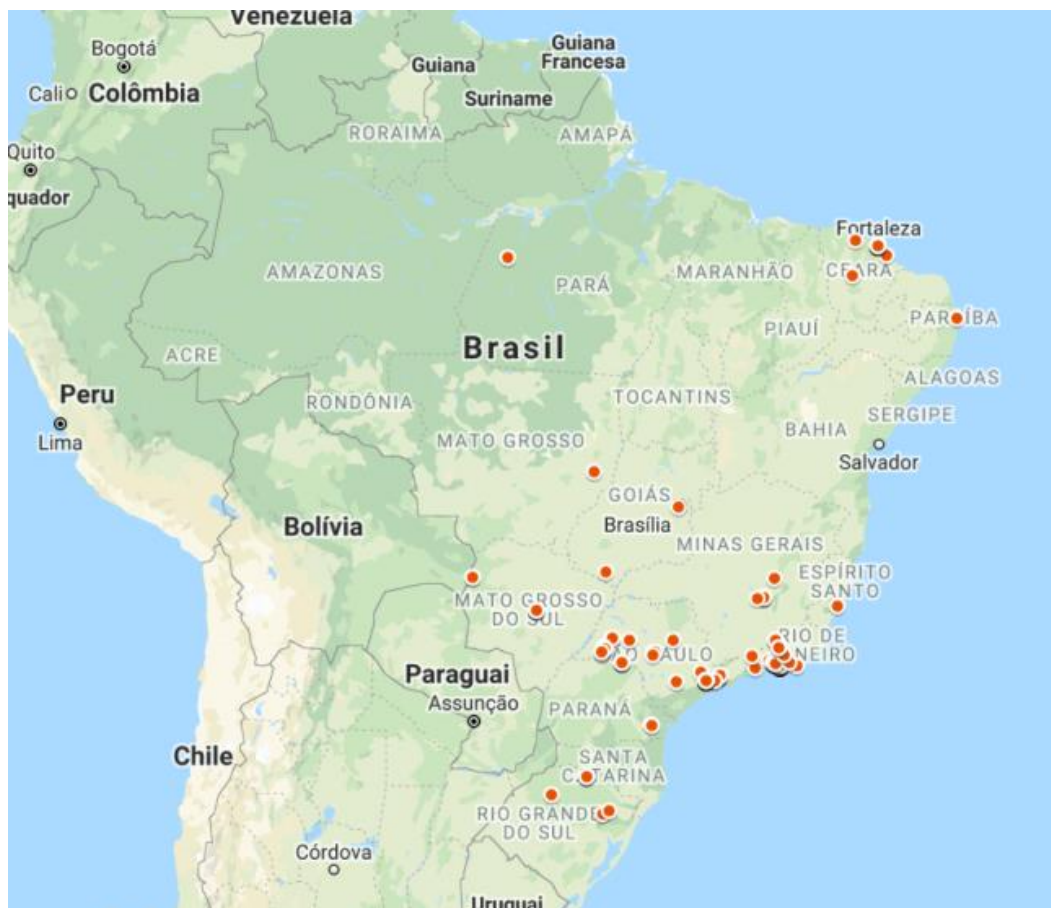 Venezuela
Bogotá
Guiana
Guiana
Francesa
Cali
Colômbia
Suriname
RORAIMA
AMAPÁ
Quito
quador
Fortaleza
AMAZONAS
PARÁ
MARANHÃO
CEARÁ
PIAUÍ
PARAÍBA
Brasil
ACRE
Peru
Lima
RONDÔNIA
TOCANTINS
ALAGOAS
SERGIPE
BAHIA
MATO GROSSO
Salvador
GOIÁS
Brasília
Bolívia
MINAS GERAIS
ESPÍRITO
SANTO
MATO GROSSO
DO SUL
RIO DE
JANEIRO
SÃO PAULO
Paraguai
Assunção
PARANÁ
Chile
SANTA
CATARINA
RIO GRANDE
DO SUL
Córdova
Uruguai